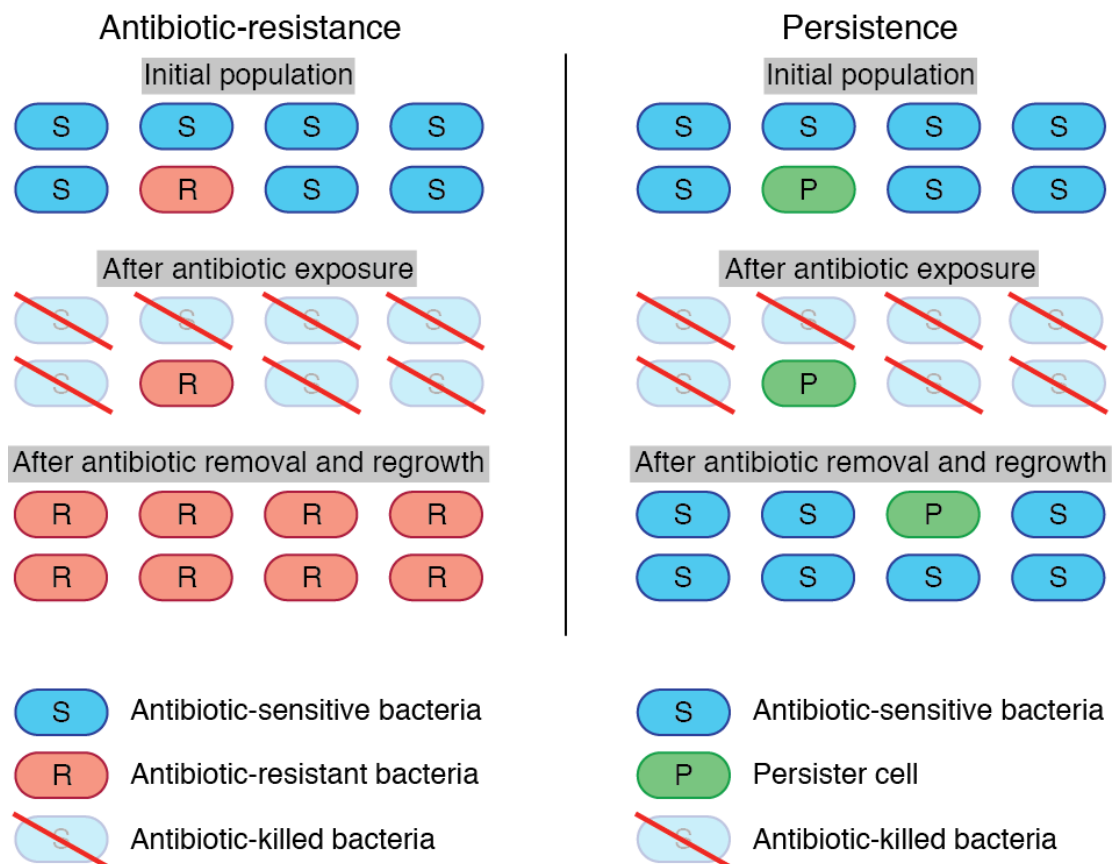 Antibiotic-resistance
Initial population
S S S S
S R S S
After antibiotic exposure
S S S S
S R S S
After antibiotic removal and regrowth
R R R R
R R R R
S Antibiotic-sensitive bacteria
R Antibiotic-resistant bacteria
S Antibiotic-killed bacteria
Persistence
Initial population
S S S S
S P S S
After antibiotic exposure
S S S S
S P S S
After antibiotic removal and regrowth
S S P S
S S S S
S Antibiotic-sensitive bacteria
P Persister cell
S Antibiotic-killed bacteria